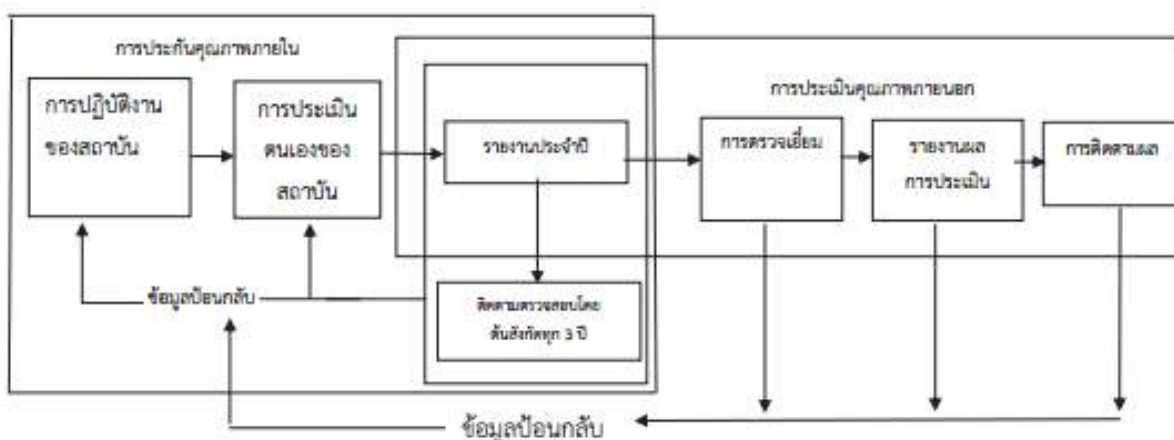 การประกันคุณภาพภายใน
การประเมินคุณภาพภายนอก
การปฏิบัติงาน
ของสถาบัน
การประเมิน
ตนเองของ
สถาบัน
รายงานประจำปี
การตรวจเยี่ยม
รายงานผล
การประเมิน
การติดตามผล
ข้อมูลป้อนกลับ
ติดตามตรวจสอบโดย
ต้นสังกัดทุก 3 ปี
ข้อมูลป้อนกลับ